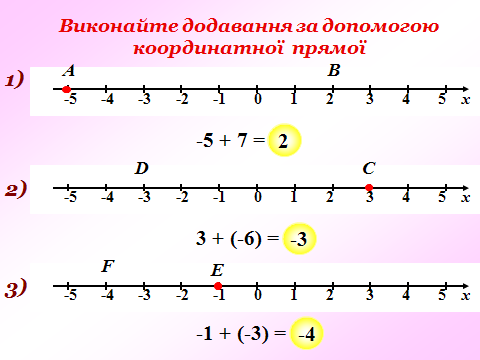 Виконайте додавання за допомогою
координатної прямої
1)
A B
-5 -4 -3 -2 -1 0 1 2 3 4 5 x
-5 + 7 = 2
2)
D C
-5 -4 -3 -2 -1 0 1 2 3 4 5 x
3 + (-6) = -3
3)
F E
-5 -4 -3 -2 -1 0 1 2 3 4 5 x
-1 + (-3) = -4